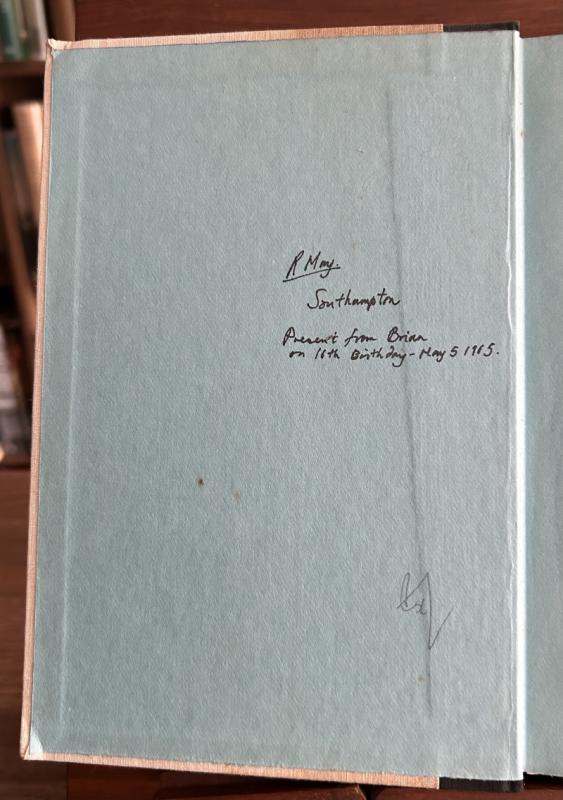 R May.
Southampton
Present from Brian
on 16th Birthday - May 5 1965.